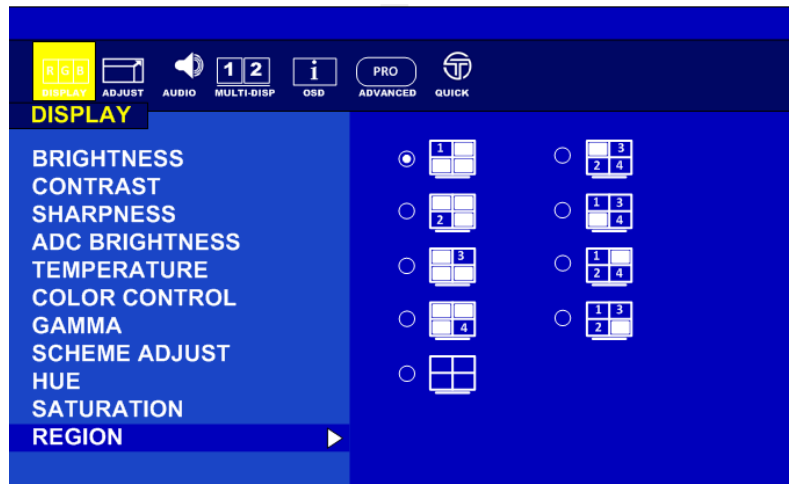 R G B
1 2
i
PRO
DISPLAY ADJUST AUDIO MULTI-DISP OSD ADVANCED QUICK
DISPLAY
BRIGHTNESS
CONTRAST
SHARPNESS
ADC BRIGHTNESS
TEMPERATURE
COLOR CONTROL
GAMMA
SCHEME ADJUST
HUE
SATURATION
REGION
1
3
2 4
2
1 3
4
3
1
2 4
4
1 3
2